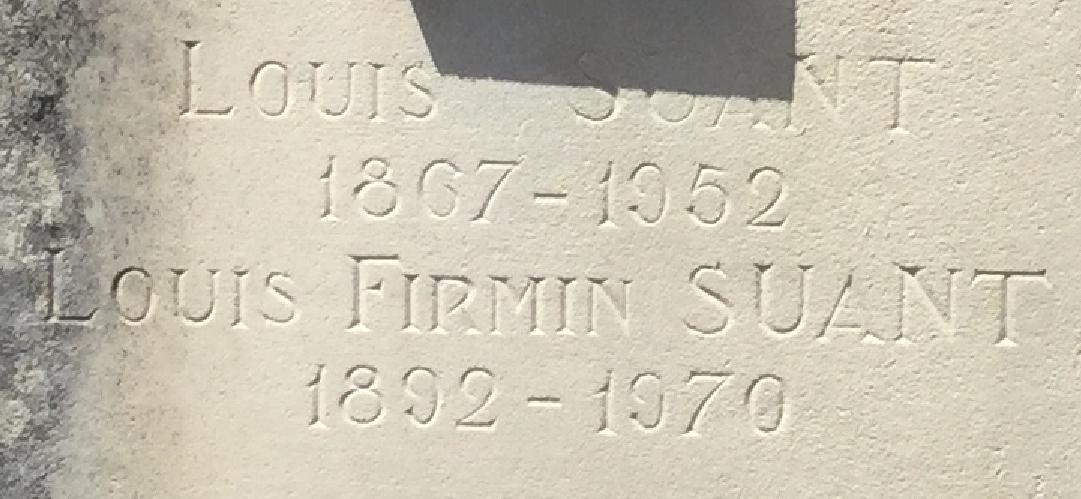 Louis SUANT
1867-1952
Louis Firmin SUANT
1892-1970